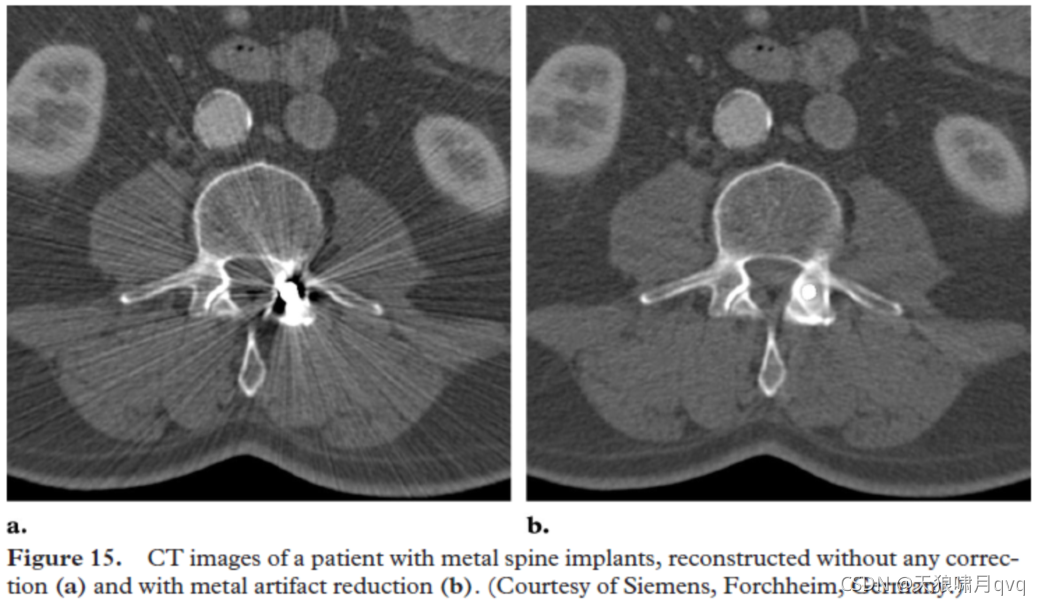 a.
b.
Figure 15. CT images of a patient with metal spine implants, reconstructed without any correc-
tion (a) and with metal artifact reduction (b). (Courtesy of Siemens, Forchheim, Germany.)
CSDN @天狼啸月qvq